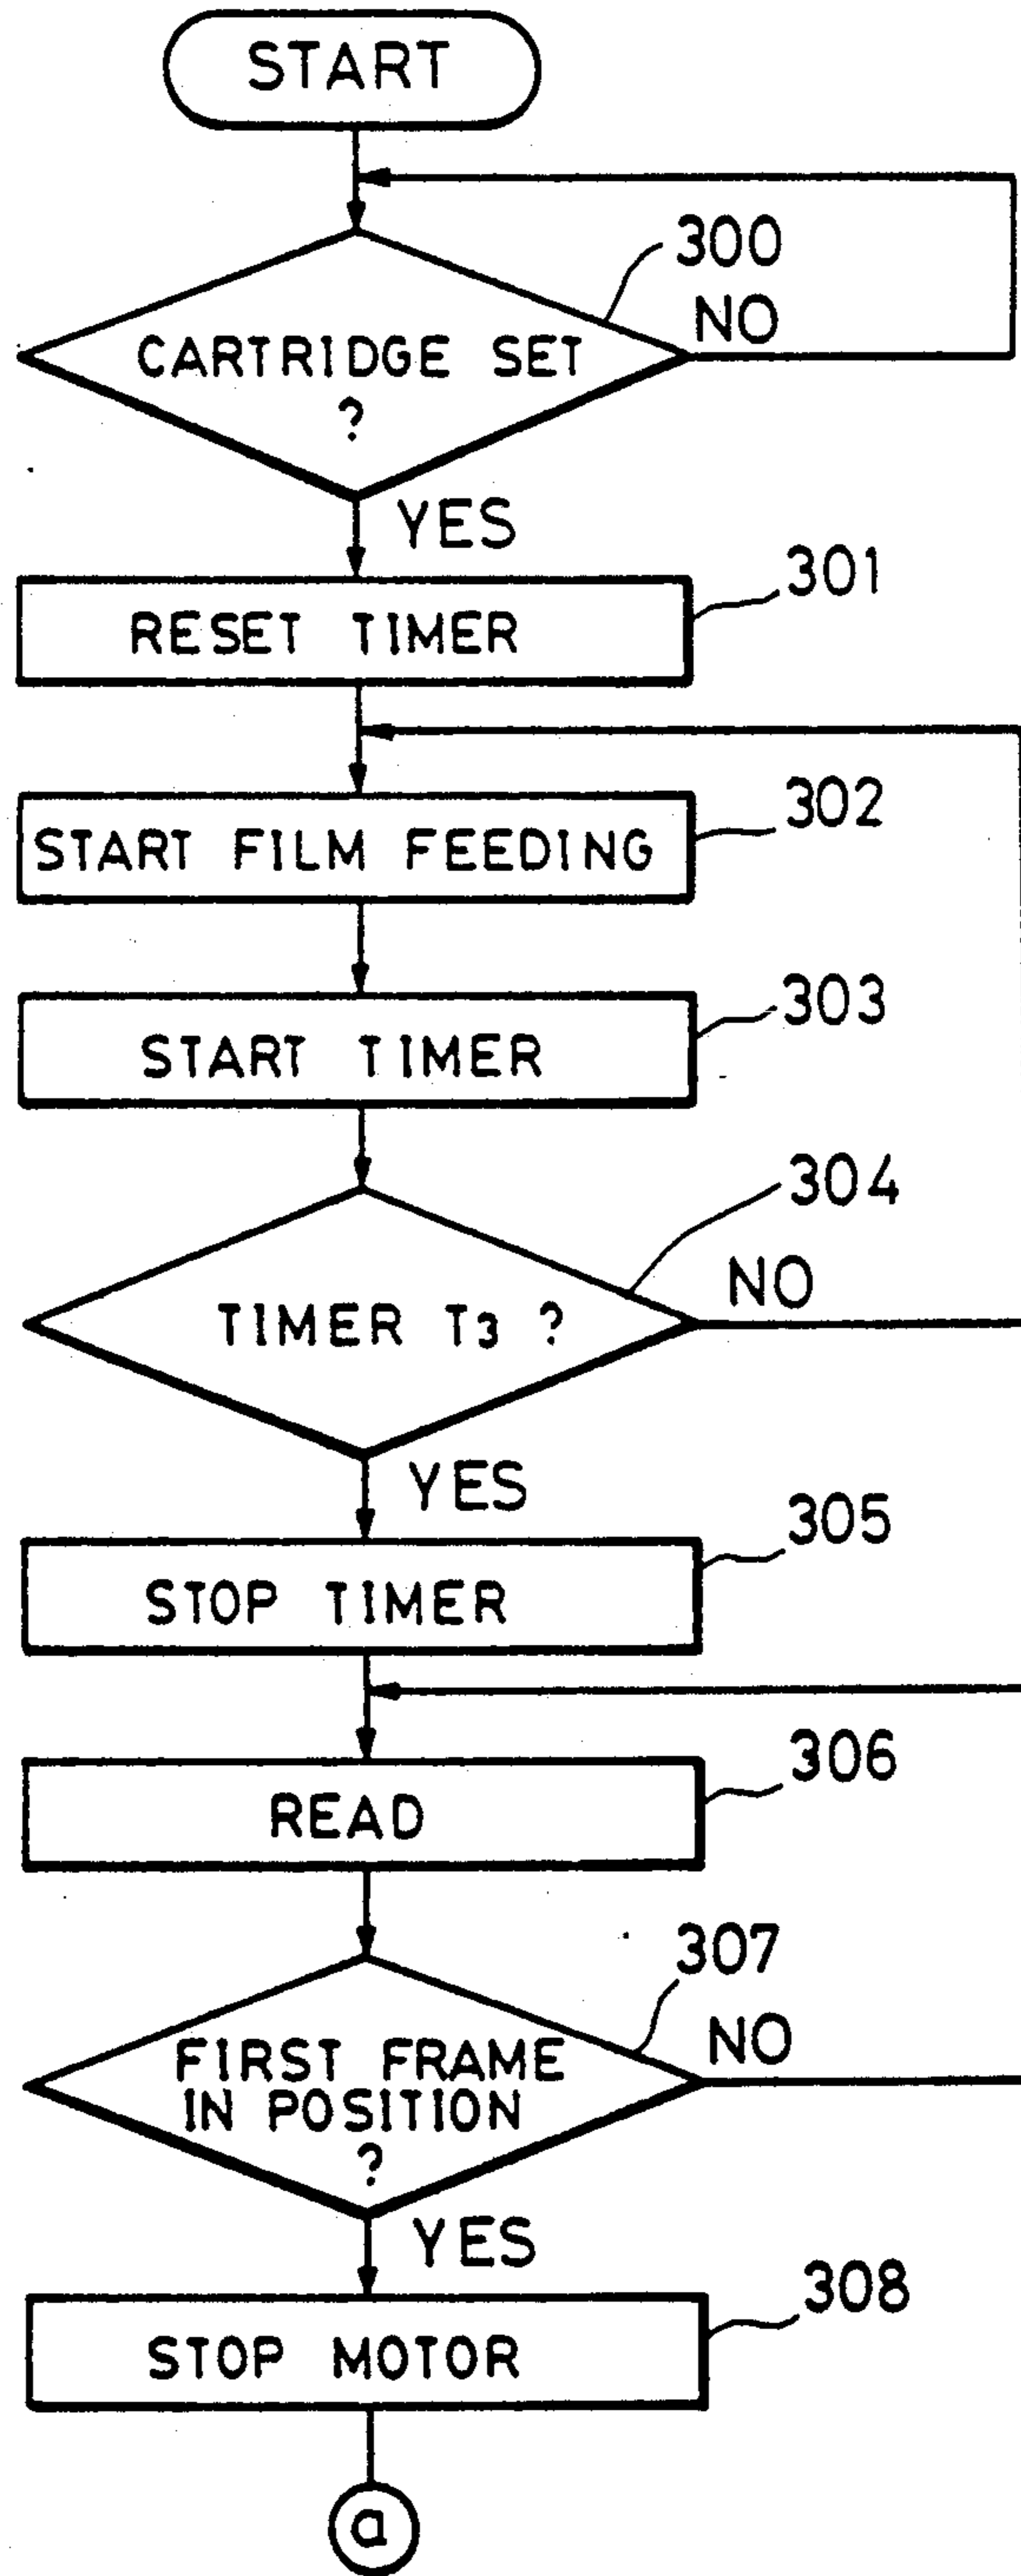 START
300
NO
CARTRIDGE SET
?
YES
301
RESET TIMER
302
START FILM FEEDING
303
START TIMER
304
NO
TIMER T3 ?
YES
305
STOP TIMER
306
READ
307
NO
FIRST FRAME
IN POSITION
?
YES
308
STOP MOTOR
a